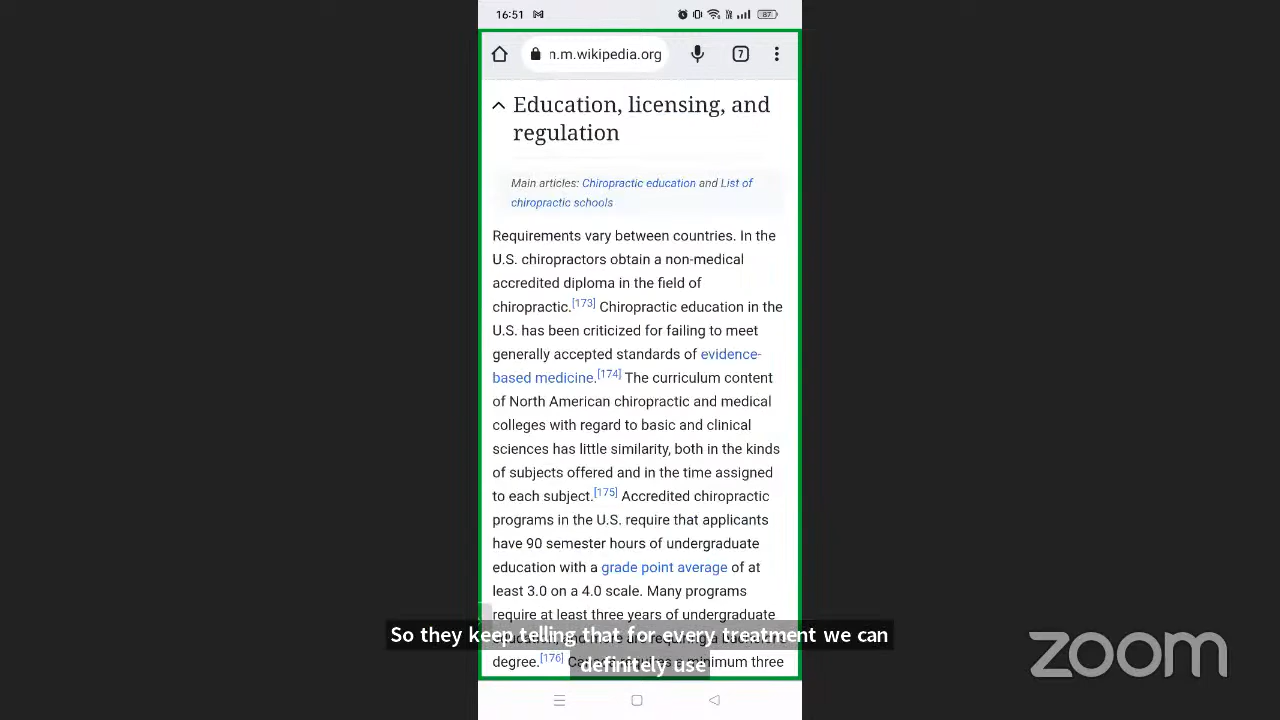 16:51
87
n.m.wikipedia.org
7
Education, licensing, and
regulation
Main articles: Chiropractic education and List of
chiropractic schools
Requirements vary between countries. In the
U.S. chiropractors obtain a non-medical
accredited diploma in the field of
chiropractic.[173] Chiropractic education in the
U.S. has been criticized for failing to meet
generally accepted standards of evidence-
based medicine.[174] The curriculum content
of North American chiropractic and medical
colleges with regard to basic and clinical
sciences has little similarity, both in the kinds
of subjects offered and in the time assigned
to each subject.[175] Accredited chiropractic
programs in the U.S. require that applicants
have 90 semester hours of undergraduate
education with a grade point average of at
least 3.0 on a 4.0 scale. Many programs
require at least three years of undergraduate
So they keep telling that for every treatment we can
degree.[176] minimum three
definitely use
zoom